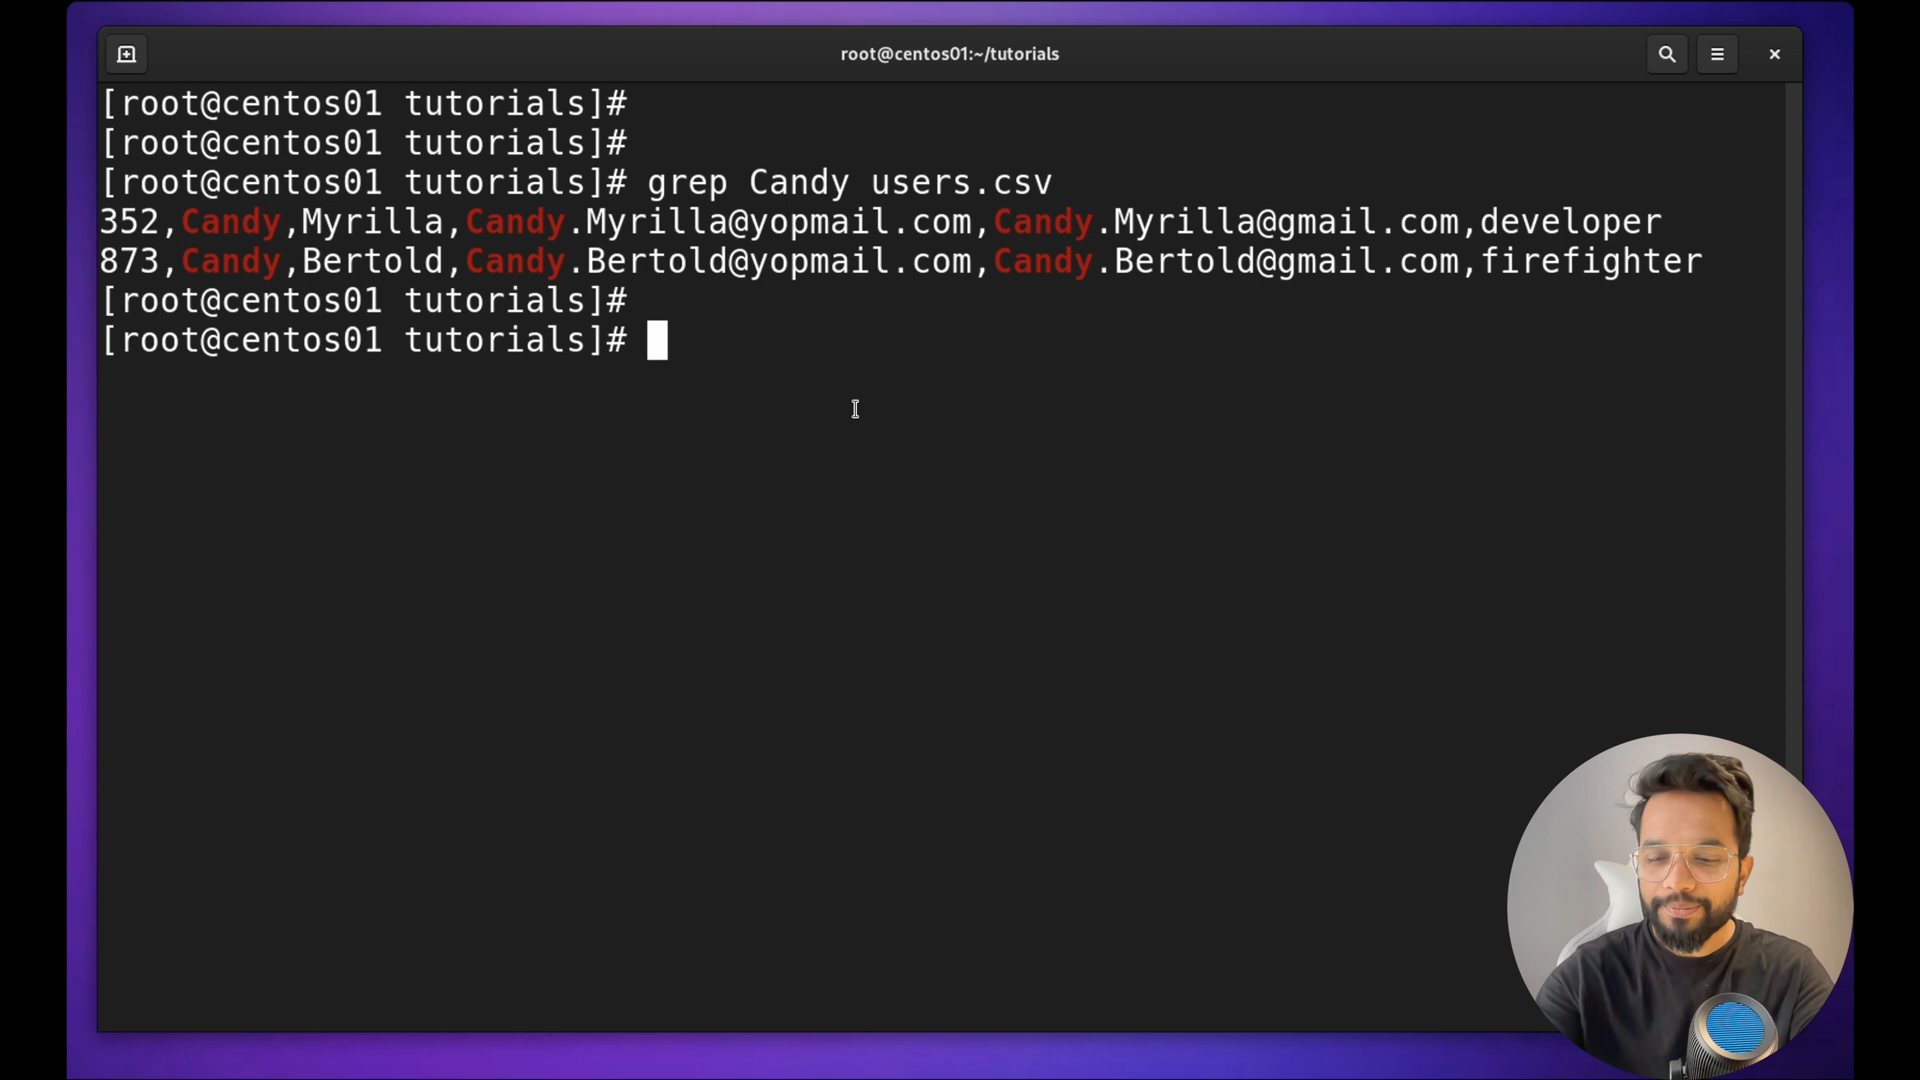 root@centos01:~/tutorials
[root@centos01 tutorials]#
[root@centos01 tutorials]#
[root@centos01 tutorials]# grep Candy users.csv
352,Candy,Myrilla,Candy.Myrilla@yopmail.com,Candy.Myrilla@gmail.com,developer
873,Candy,Bertold,Candy.Bertold@yopmail.com,Candy.Bertold@gmail.com,firefighter
[root@centos01 tutorials]#
[root@centos01 tutorials]#